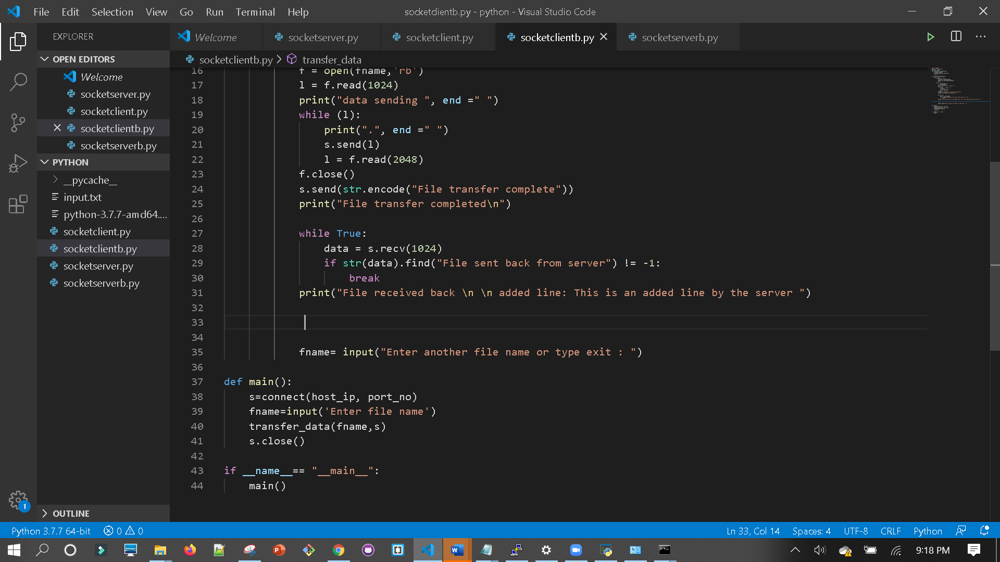 File Edit Selection View Go Run Terminal Help
socketclientb.py - python - Visual Studio Code
EXPLORER
Welcome
socketserver.py
socketclient.py
socketclientb.py
socketserverb.py
OPEN EDITORS
Welcome
socketserver.py
socketclient.py
socketclientb.py
socketserverb.py
PYTHON
__pycache__
input.txt
python-3.7.7-amd64....
socketclient.py
socketclientb.py
socketserver.py
socketserverb.py
OUTLINE
1
socketclientb.py > transfer_data
16 f = open(fname,'rb')
17 l = f.read(1024)
18 print("data sending ", end =" ")
19 while (l):
20 print(".", end =" ")
21 s.send(l)
22 l = f.read(2048)
23 f.close()
24 s.send(str.encode("File transfer complete"))
25 print("File transfer completed\n")
26
27 while True:
28 data = s.recv(1024)
29 if str(data).find("File sent back from server") != -1:
30 break
31 print("File received back \n \n added line: This is an added line by the server ")
32
33
34
35 fname= input("Enter another file name or type exit : ")
36
37 def main():
38 s=connect(host_ip, port_no)
39 fname=input('Enter file name')
40 transfer_data(fname,s)
41 s.close()
42
43 if __name__== "__main__":
44 main()
Python 3.7.7 64-bit 0 0 Ln 33, Col 14 Spaces: 4 UTF-8 CRLF Python
9:18 PM